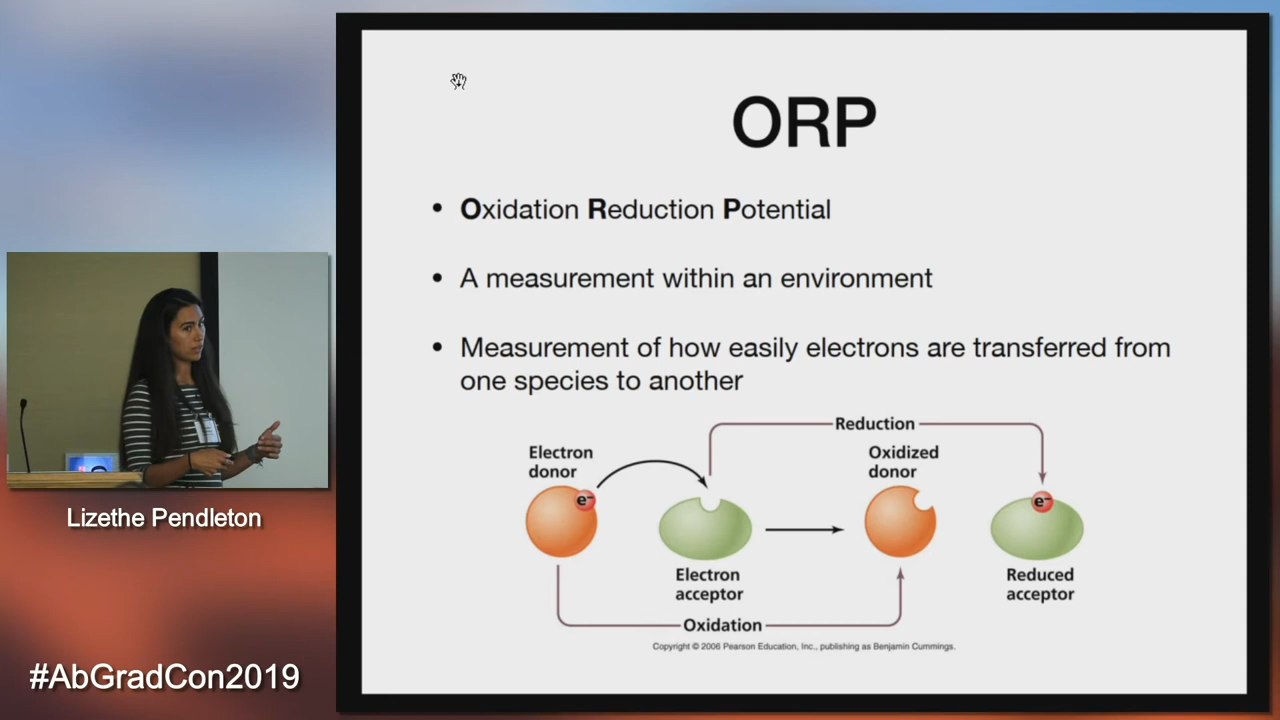 ORP
• Oxidation Reduction Potential
• A measurement within an environment
• Measurement of how easily electrons are transferred from
one species to another
Reduction
Electron
donor
Oxidized
donor
e⁻
e⁻
Electron
acceptor
Reduced
acceptor
Oxidation
Copyright © 2006 Pearson Education, Inc., publishing as Benjamin Cummings.
Lizethe Pendleton
#AbGradCon2019